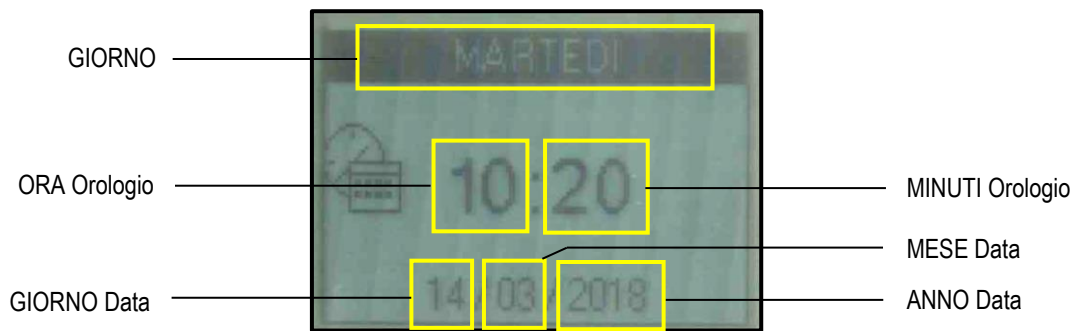 GIORNO
MARTEDI
ORA Orologio
10:20
MINUTI Orologio
MESE Data
GIORNO Data
14/03/2018
ANNO Data